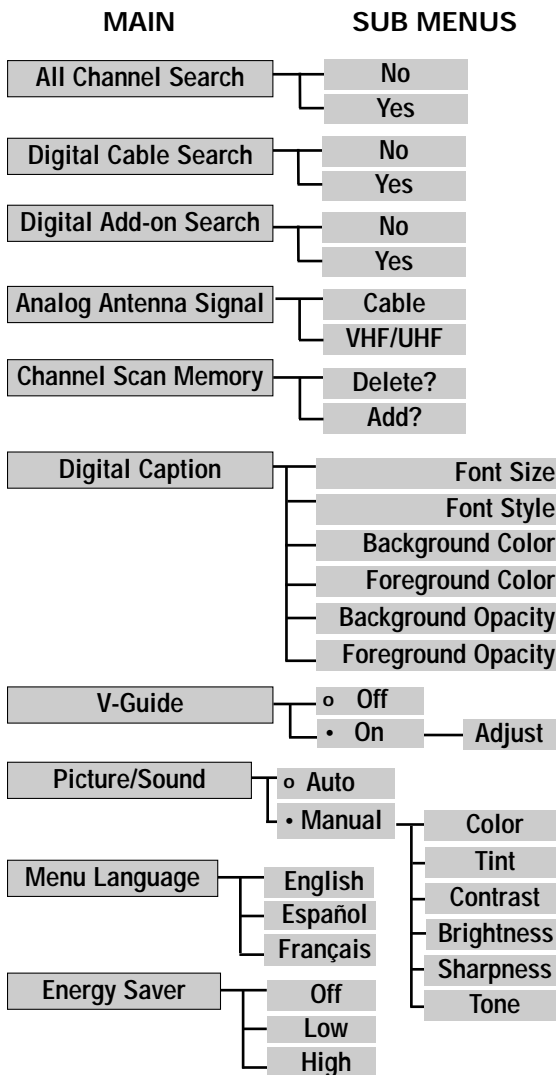 MAIN SUB MENUS
All Channel Search No
Yes
Digital Cable Search No
Yes
Digital Add-on Search No
Yes
Analog Antenna Signal Cable
VHF/UHF
Channel Scan Memory Delete?
Add?
Digital Caption Font Size
Font Style
Background Color
Foreground Color
Background Opacity
Foreground Opacity
V-Guide o Off
• On Adjust
Picture/Sound o Auto
• Manual Color
Tint
Contrast
Brightness
Sharpness
Tone
Menu Language English
Español
Français
Energy Saver Off
Low
High